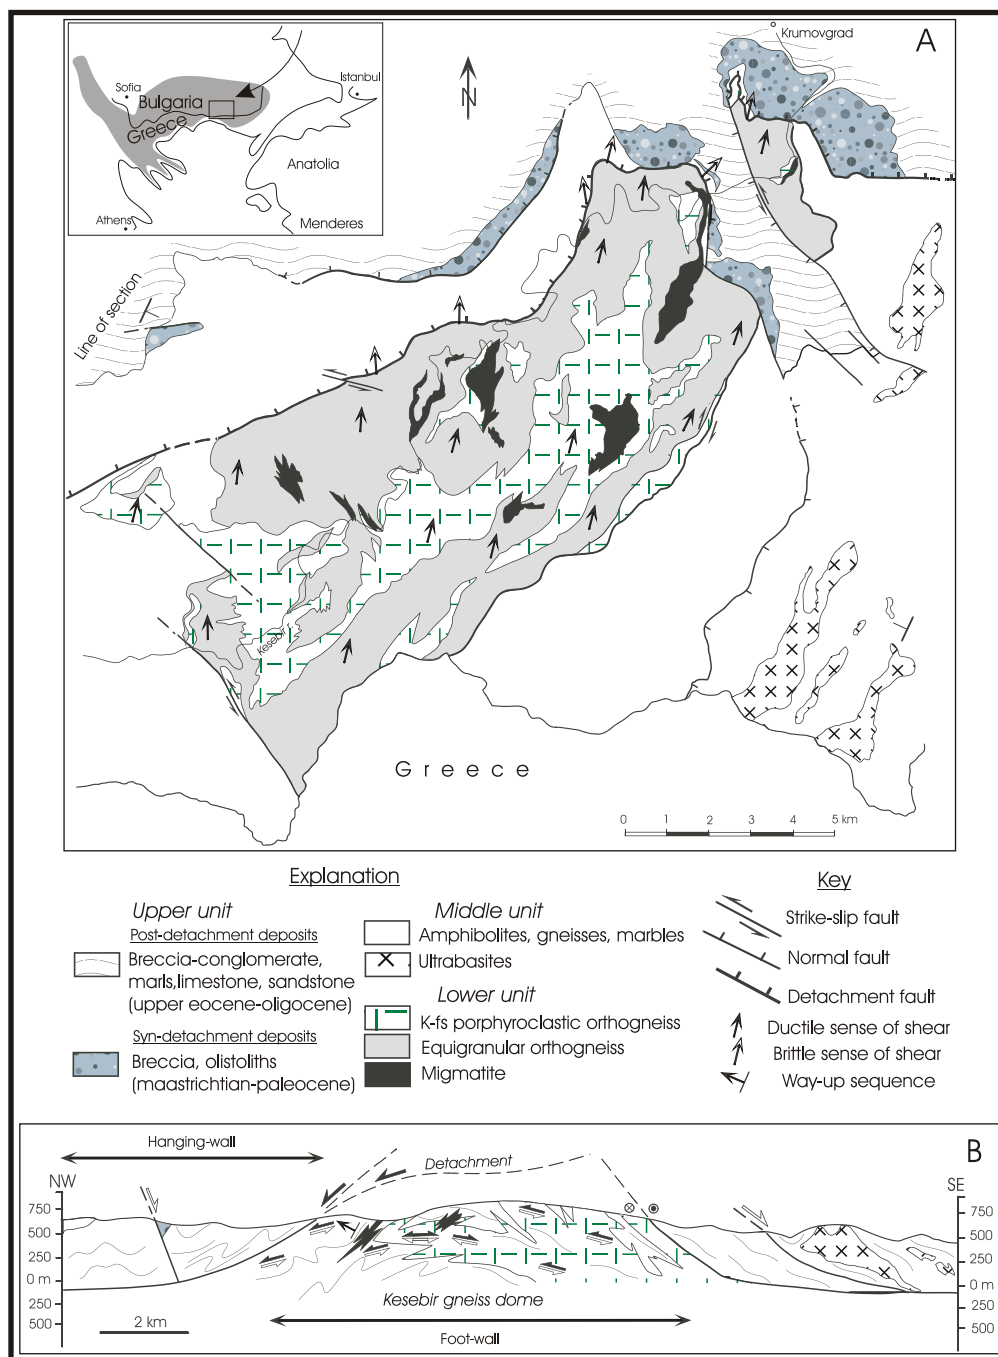 A
Krumovgrad
N
Sofia
Istanbul
Bulgaria
Greece
Anatolia
Athens
Menderes
Line of section
Kesebir
Greece
0 1 2 3 4 5 km
Explanation
Key
Upper unit
Post-detachment deposits
Breccia-conglomerate,
marls,limestone, sandstone
(upper eocene-oligocene)
Syn-detachment deposits
Breccia, olistoliths
(maastrichtian-paleocene)
Middle unit
Amphibolites, gneisses, marbles
Ultrabasites
Lower unit
K-fs porphyroclastic orthogneiss
Equigranular orthogneiss
Migmatite
Strike-slip fault
Normal fault
Detachment fault
Ductile sense of shear
Brittle sense of shear
Way-up sequence
B
Hanging-wall
Detachment
NW
SE
750
500
250
0 m
250
500
750
500
250
0 m
250
500
2 km
Kesebir gneiss dome
Foot-wall